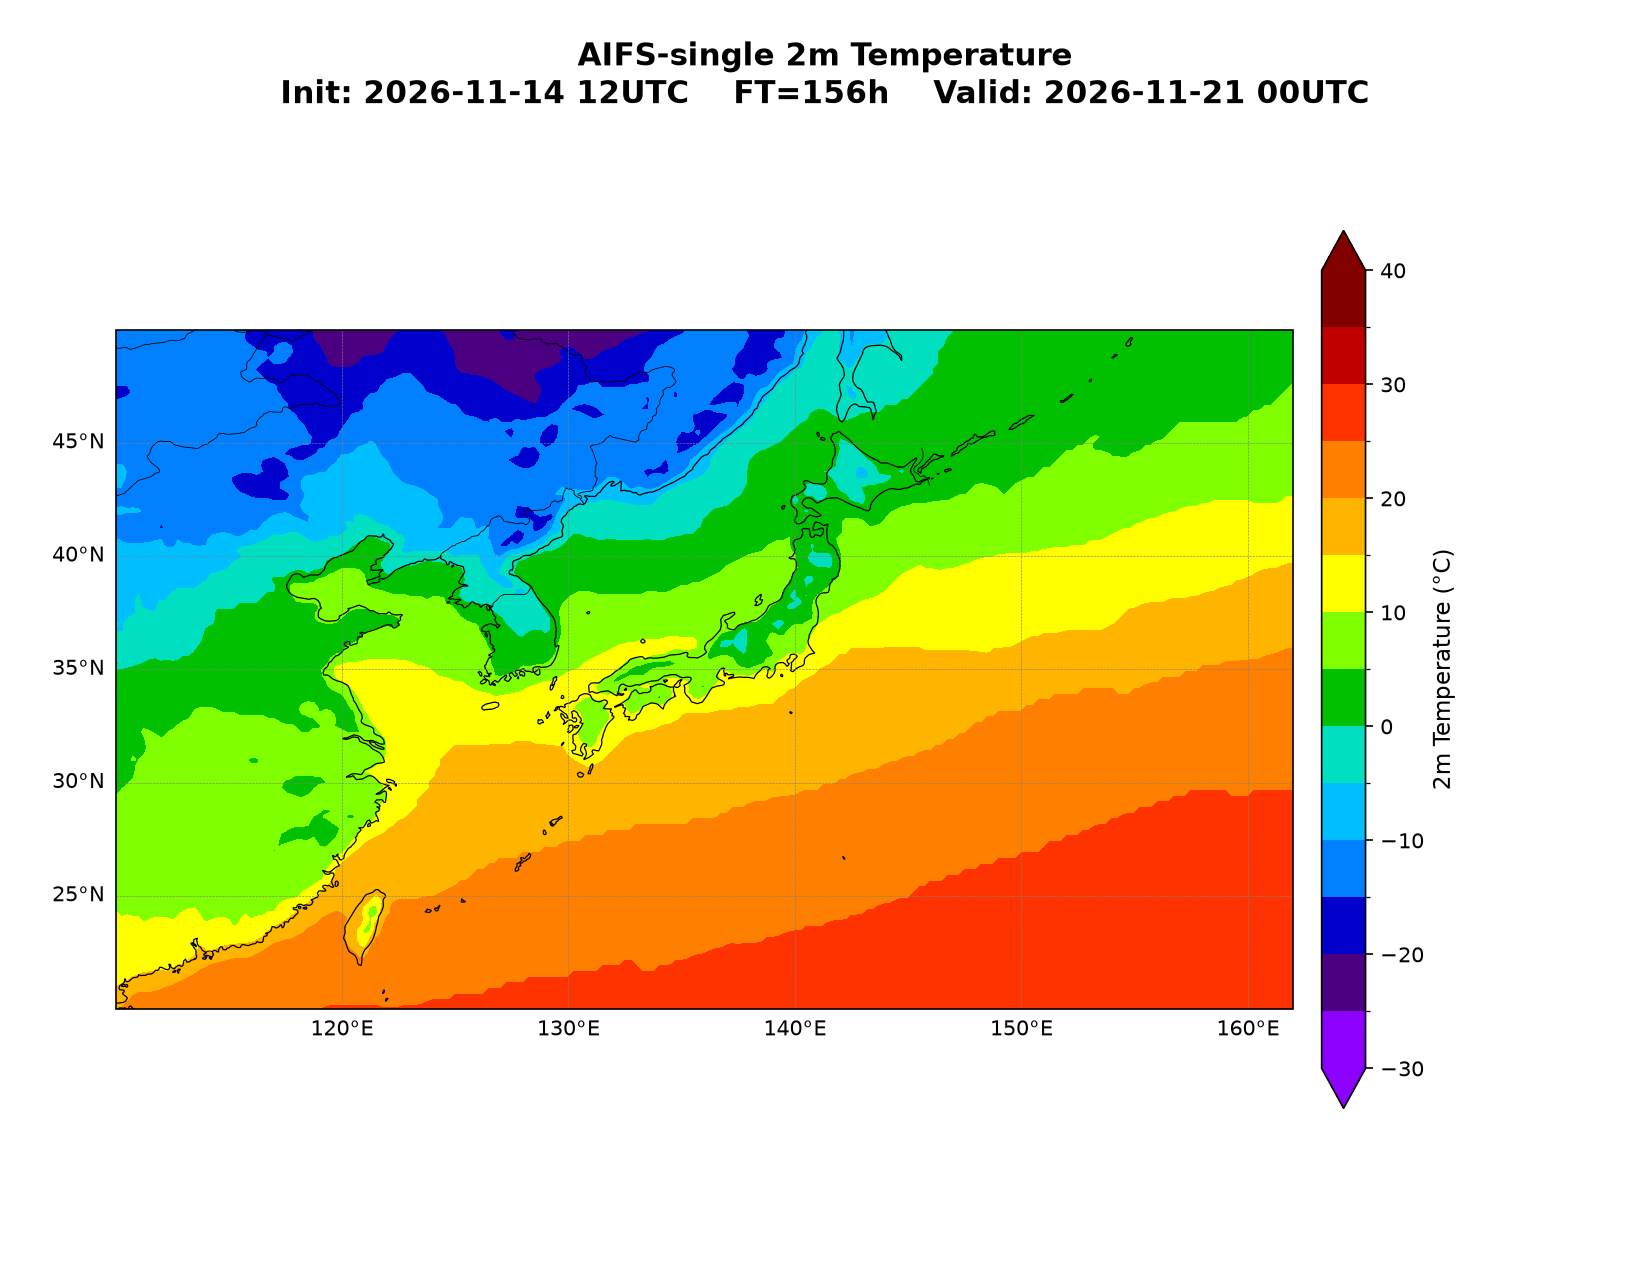 AIFS-single 2m Temperature
Init: 2026-11-14 12UTC    FT=156h    Valid: 2026-11-21 00UTC
45°N
40°N
35°N
30°N
25°N
120°E
130°E
140°E
150°E
160°E
40
30
20
10
0
−10
−20
−30
2m Temperature (°C)